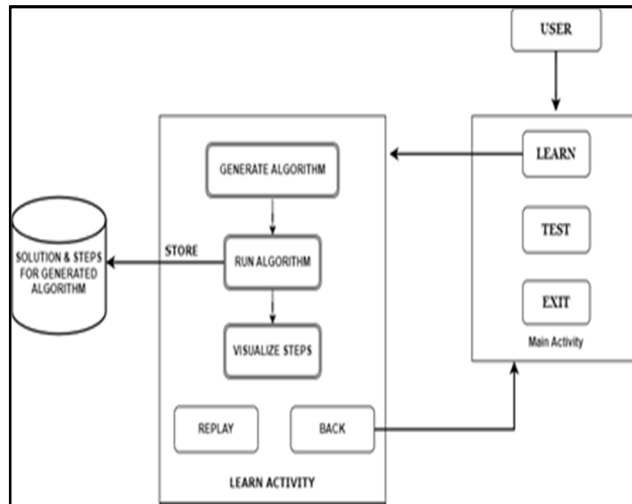 USER
LEARN
TEST
EXIT
Main Activity
GENERATE ALGORITHM
RUN ALGORITHM
VISUALIZE STEPS
REPLAY
BACK
LEARN ACTIVITY
STORE
SOLUTION & STEPS
FOR GENERATED
ALGORITHM